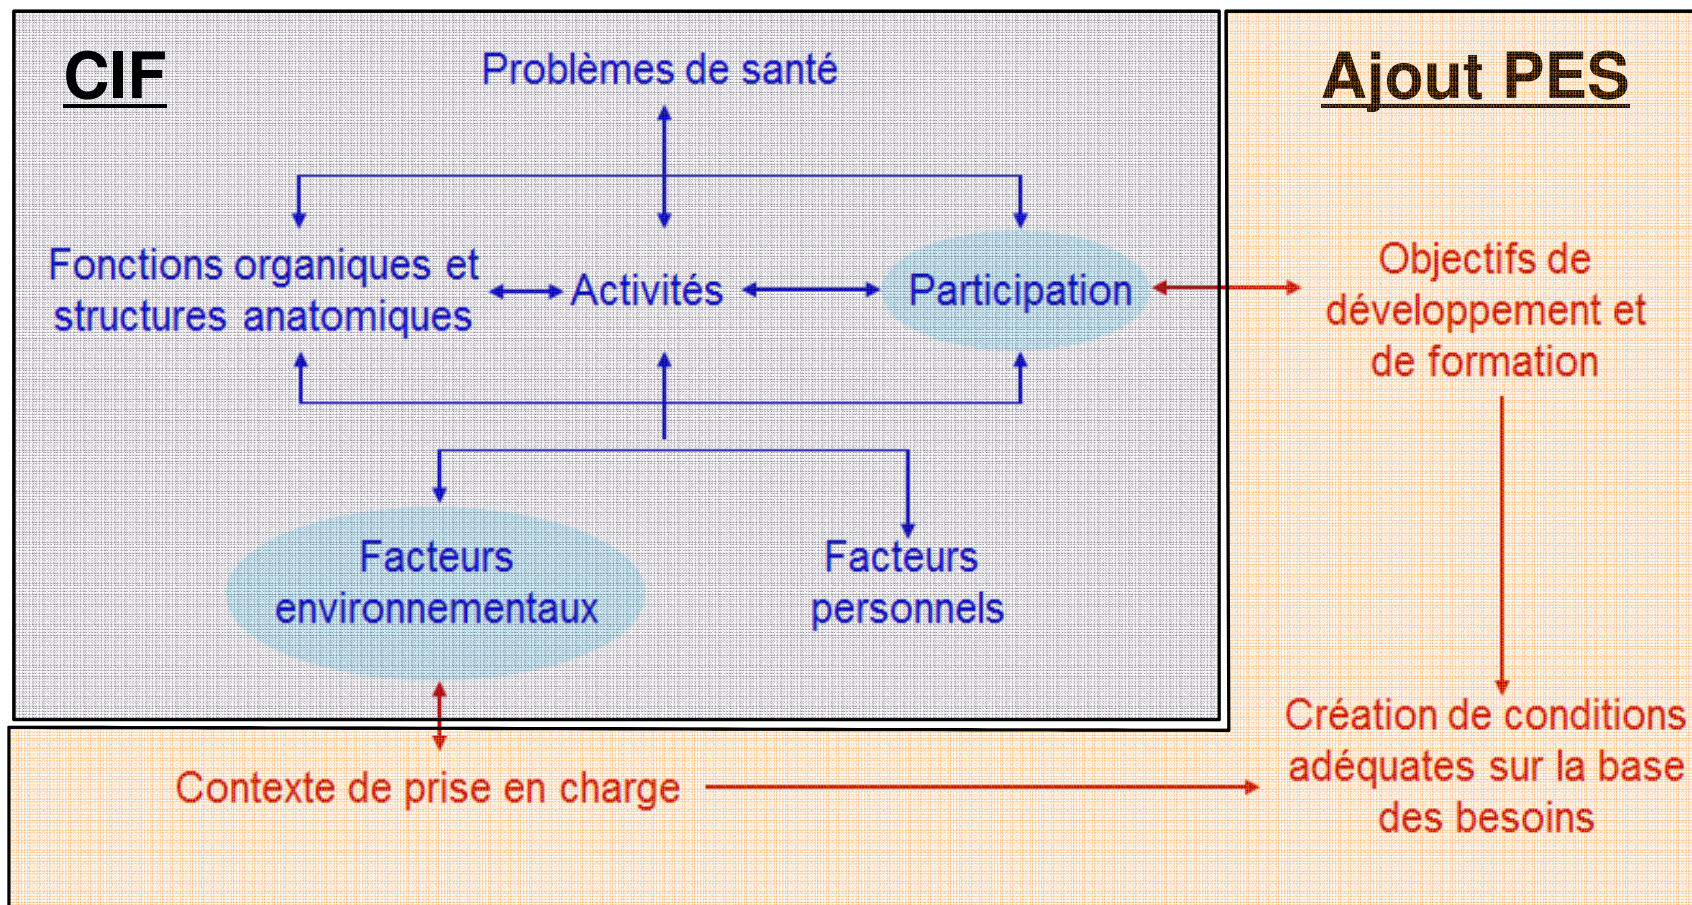 CIF
Problèmes de santé
Ajout PES
Fonctions organiques et
structures anatomiques
Activités
Participation
Objectifs de
développement et
de formation
Facteurs
environnementaux
Facteurs
personnels
Contexte de prise en charge
Création de conditions
adéquates sur la base
des besoins